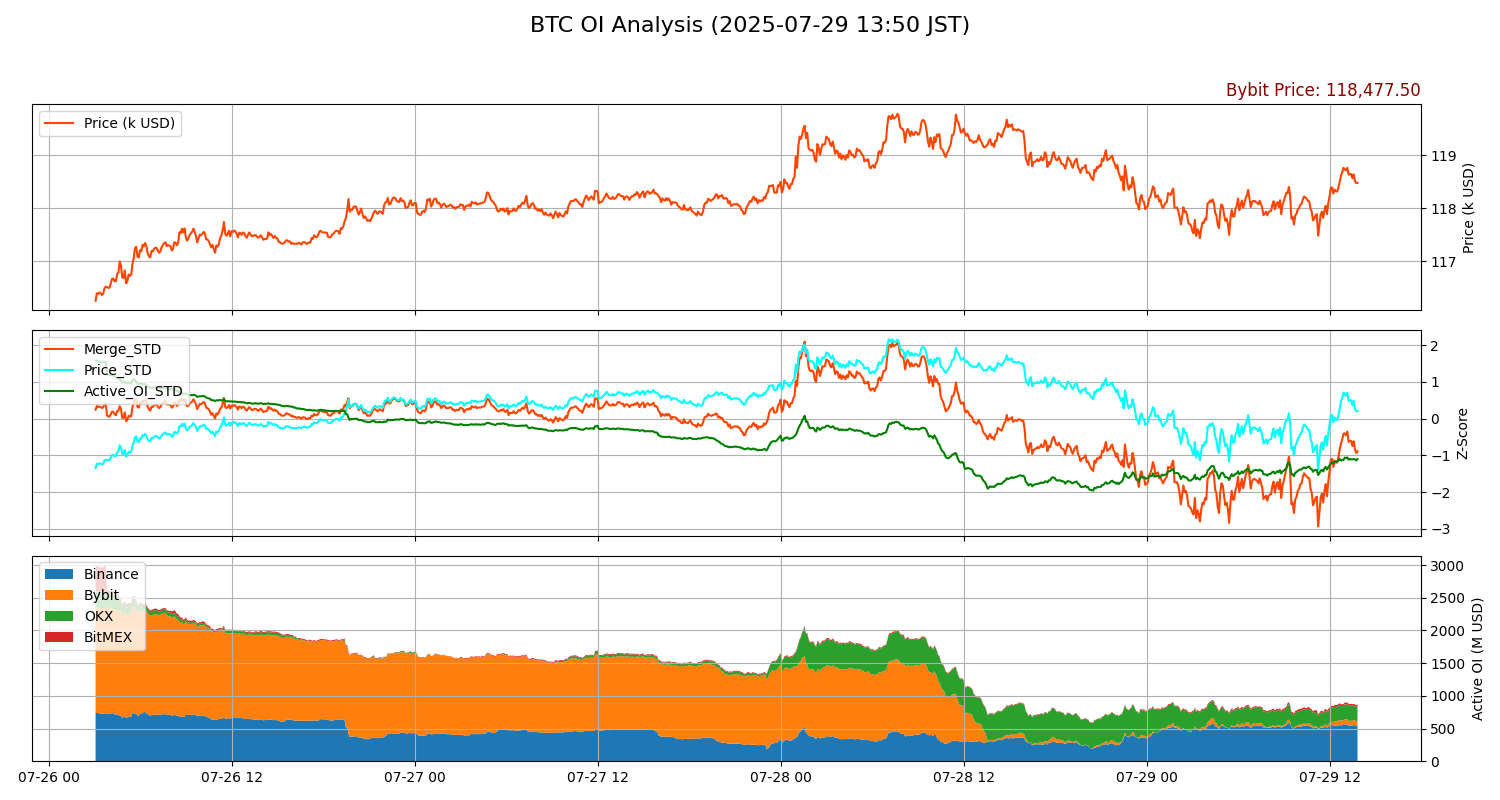 BTC OI Analysis (2025-07-29 13:50 JST)
Bybit Price: 118,477.50
Price (k USD)
119
118
117
Price (k USD)
Merge_STD
Price_STD
Active_OI_STD
2
1
0
−1
−2
−3
Z-Score
Binance
Bybit
OKX
BitMEX
3000
2500
2000
1500
1000
500
0
Active OI (M USD)
07-26 00
07-26 12
07-27 00
07-27 12
07-28 00
07-28 12
07-29 00
07-29 12